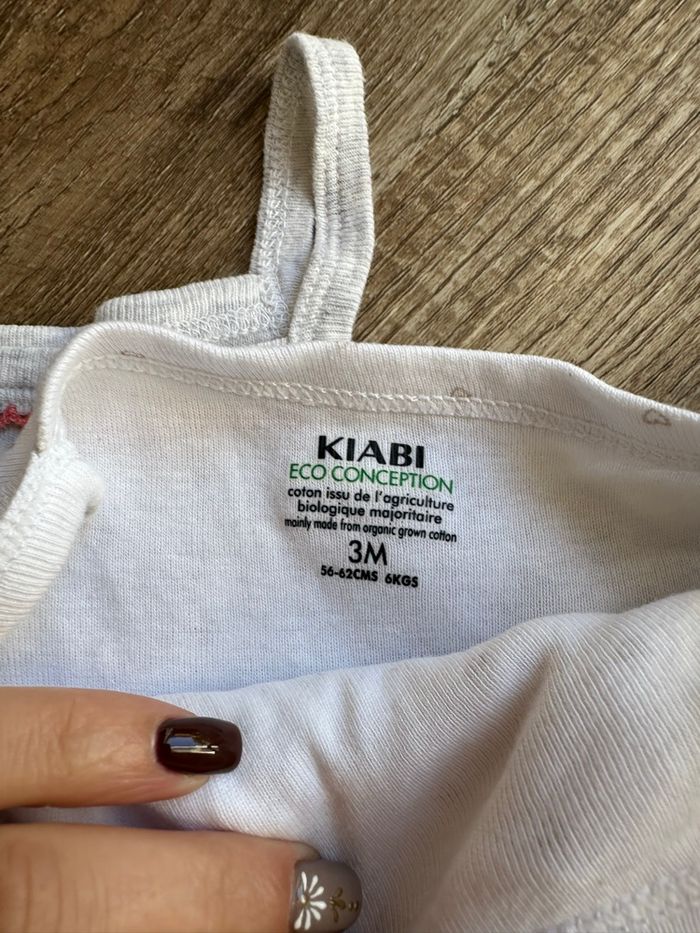 KIABI
ECO CONCEPTION
coton issu de l'agriculture
biologique majoritaire
mainly made from organic grown cotton
3M
56-62CMS 6KGS